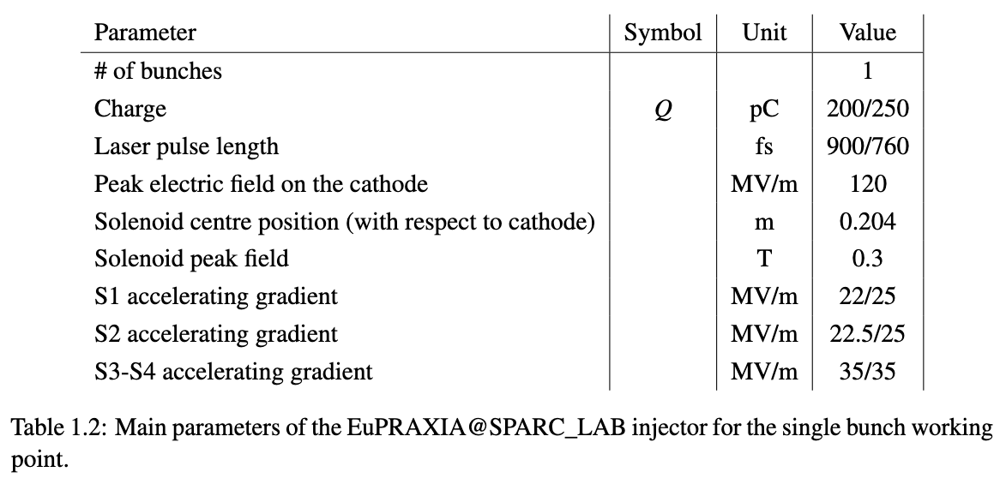 Parameter Symbol Unit Value
# of bunches 1
Charge Q pC 200/250
Laser pulse length fs 900/760
Peak electric field on the cathode MV/m 120
Solenoid centre position (with respect to cathode) m 0.204
Solenoid peak field T 0.3
S1 accelerating gradient MV/m 22/25
S2 accelerating gradient MV/m 22.5/25
S3-S4 accelerating gradient MV/m 35/35
Table 1.2: Main parameters of the EuPRAXIA@SPARC_LAB injector for the single bunch working
point.